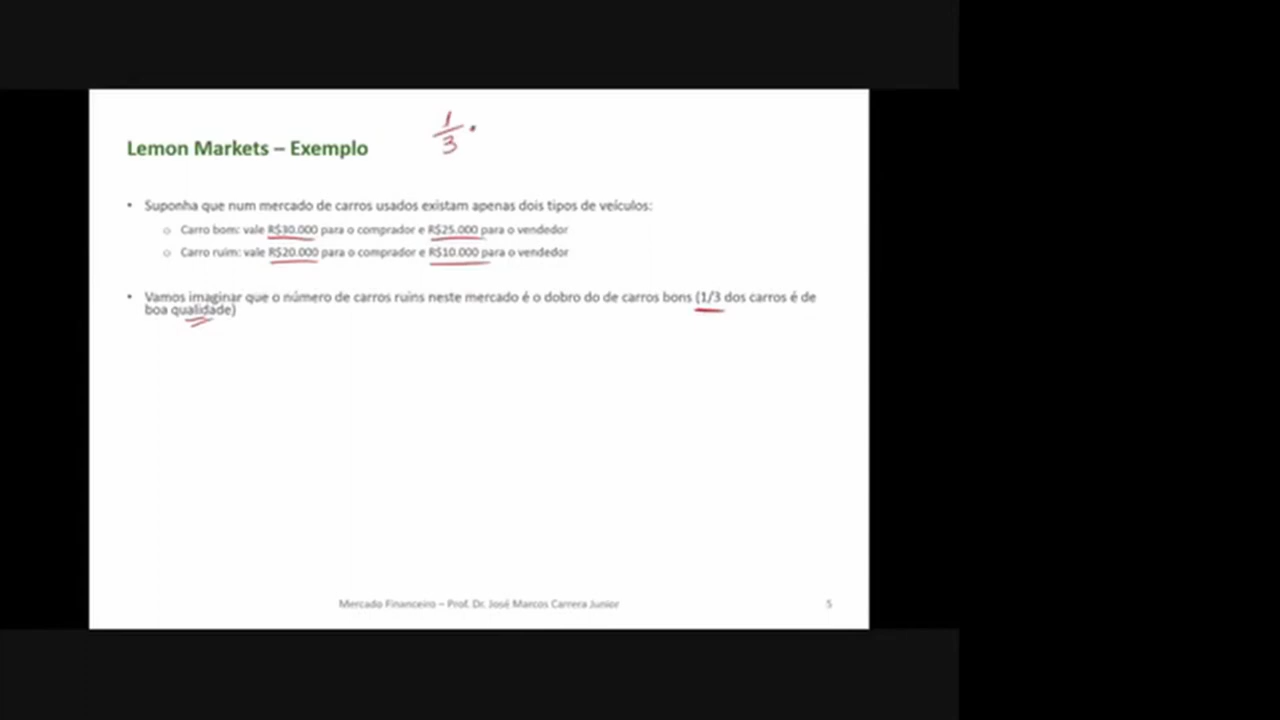 1/3 .
Lemon Markets – Exemplo
• Suponha que num mercado de carros usados existam apenas dois tipos de veículos:
o Carro bom: vale R$30.000 para o comprador e R$25.000 para o vendedor
o Carro ruim: vale R$20.000 para o comprador e R$10.000 para o vendedor
• Vamos imaginar que o número de carros ruins neste mercado é o dobro do de carros bons (1/3 dos carros é de
boa qualidade)
Mercado Financeiro – Prof. Dr. José Marcos Carrera Junior 5